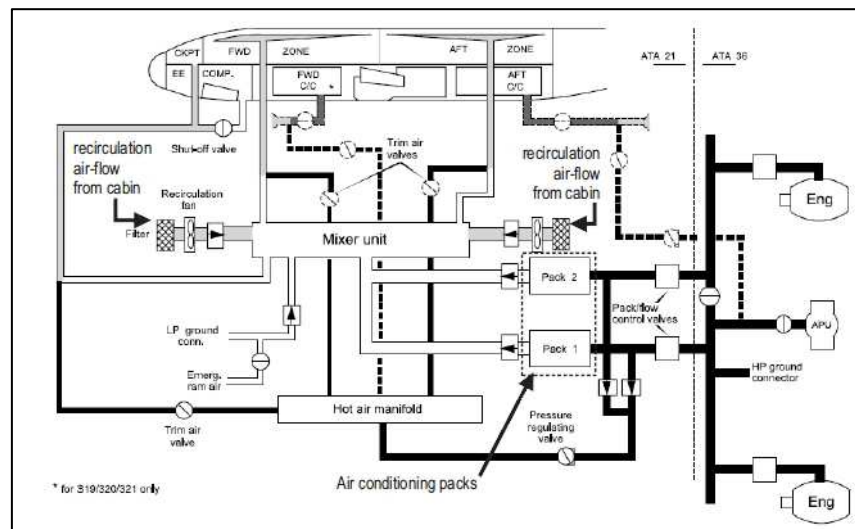 CKPT FWD ZONE AFT ZONE ATA 21 ATA 36
EE COMP.
FWD
C/C *
AFT
C/C
Shut-off valve
recirculation
air-flow
from cabin
Trim air
valves
recirculation
air-flow
from cabin
Recirculation
fan
Filter
Mixer unit
Eng
Pack 2
Pack/flow
control valves
APU
LP ground
conn.
Pack 1
HP ground
connector
Emerg.
ram air
Hot air manifold
Trim air
valve
Pressure
regulating
valve
Eng
Air conditioning packs
* for 319/320/321 only